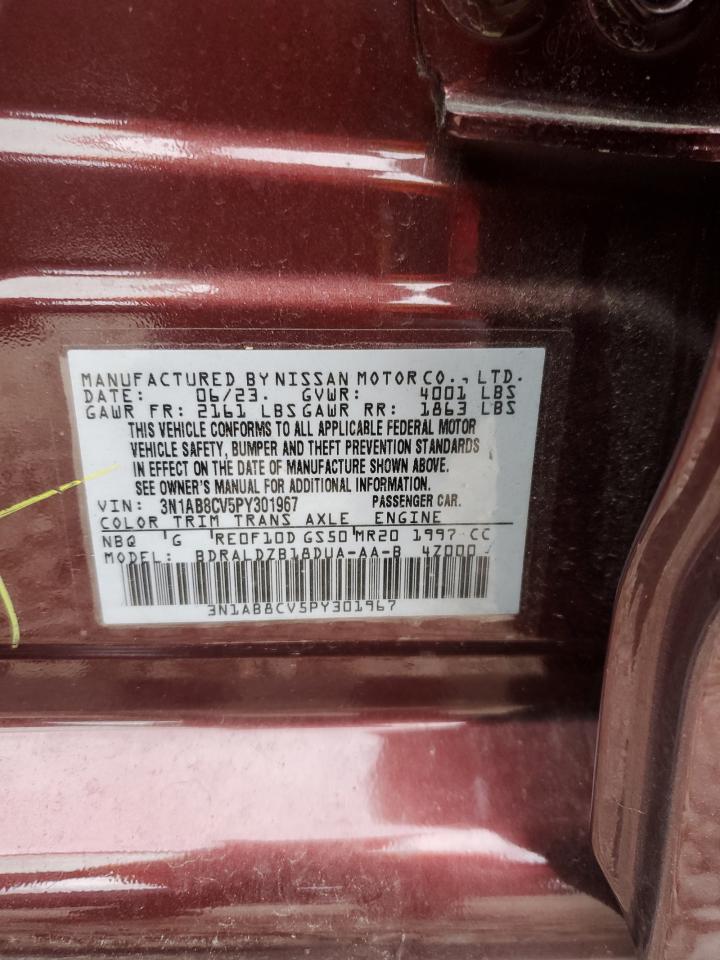 MANUFACTURED BY NISSAN MOTOR CO., LTD.
DATE: 06/23. GVWR: 4001 LBS
GAWR FR: 2161 LBS GAWR RR: 1863 LBS
THIS VEHICLE CONFORMS TO ALL APPLICABLE FEDERAL MOTOR
VEHICLE SAFETY, BUMPER AND THEFT PREVENTION STANDARDS
IN EFFECT ON THE DATE OF MANUFACTURE SHOWN ABOVE.
SEE OWNER'S MANUAL FOR ADDITIONAL INFORMATION.
VIN: 3N1AB8CV5PY301967 PASSENGER CAR.
COLOR TRIM TRANS AXLE ENGINE
NBQ G RE0F10D GS50 MR20 1997 CC
MODEL: BDRALDZB18DUA-AA-B 4Z000
3N1AB8CV5PY301967